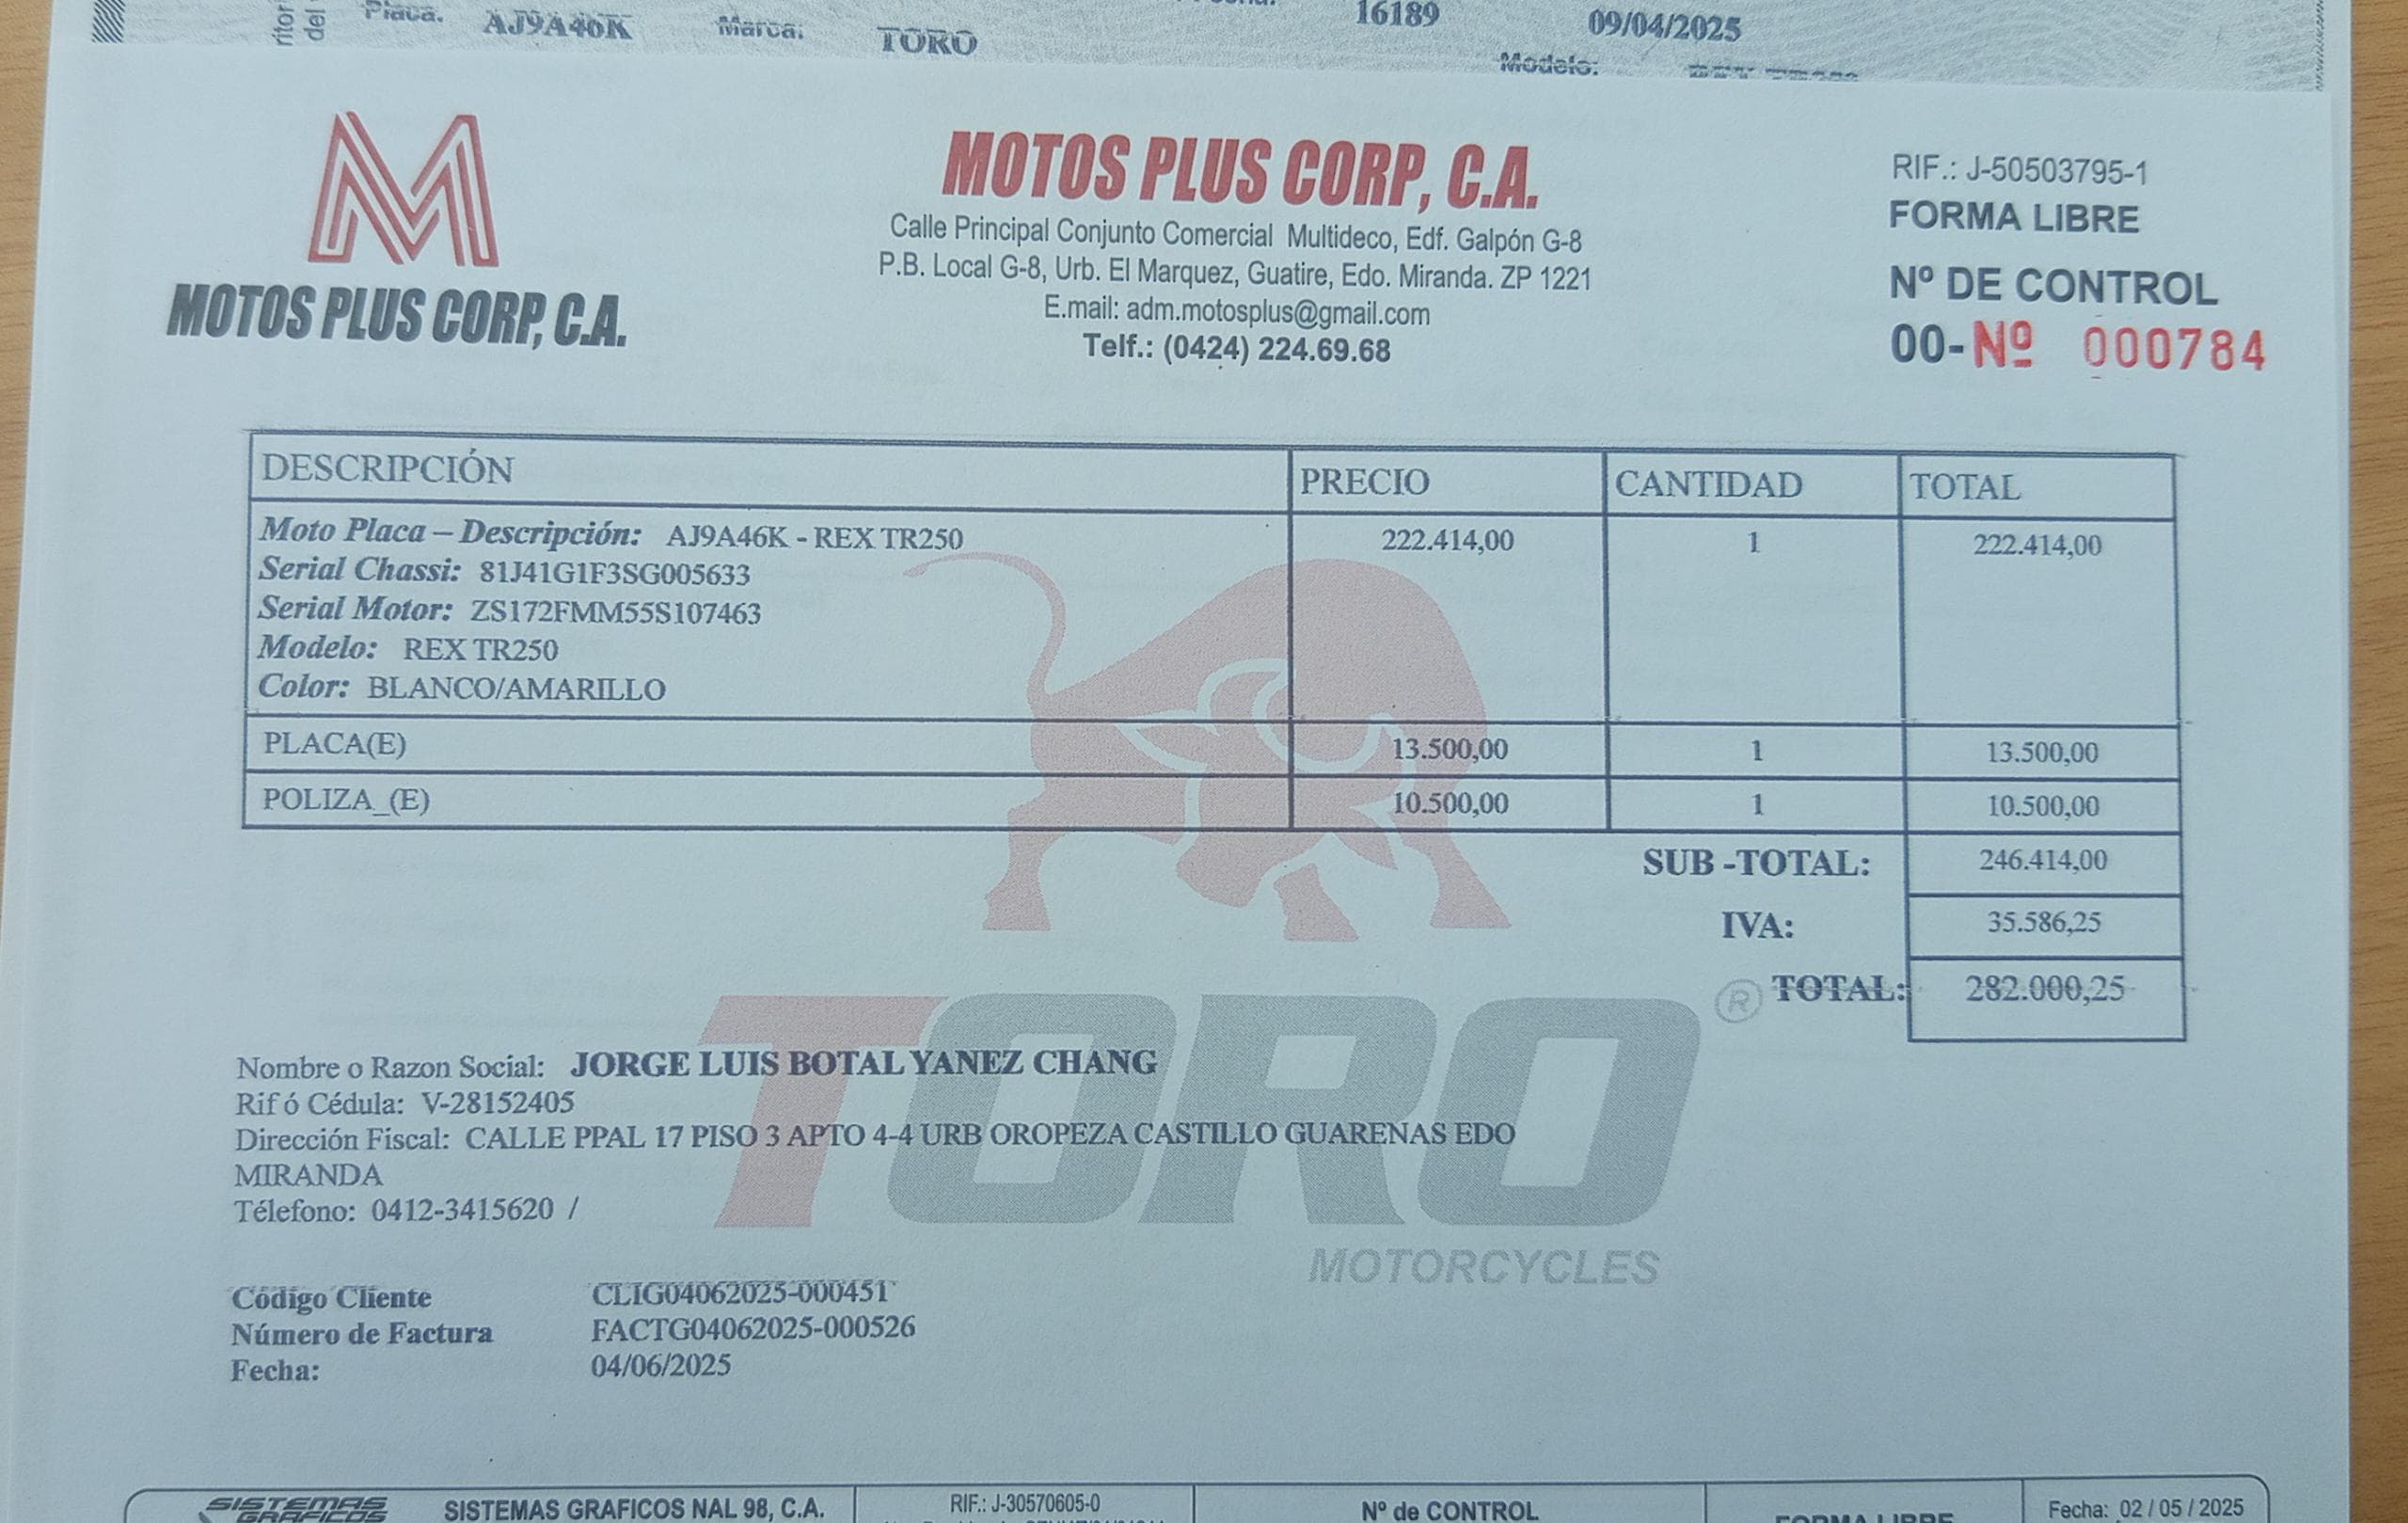 Placa: AJ9A46K Marca: TORO 16189 09/04/2025
Modelo:
M
MOTOS PLUS CORP, C.A.
MOTOS PLUS CORP, C.A.
Calle Principal Conjunto Comercial Multideco, Edf. Galpón G-8
P.B. Local G-8, Urb. El Marquez, Guatire, Edo. Miranda. ZP 1221
E.mail: adm.motosplus@gmail.com
Telf.: (0424) 224.69.68
RIF.: J-50503795-1
FORMA LIBRE
Nº DE CONTROL
00-Nº 000784
DESCRIPCIÓN PRECIO CANTIDAD TOTAL
Moto Placa – Descripción: AJ9A46K - REX TR250 222.414,00 1 222.414,00
Serial Chassi: 81J41G1F3SG005633
Serial Motor: ZS172FMM55S107463
Modelo: REX TR250
Color: BLANCO/AMARILLO
PLACA(E) 13.500,00 1 13.500,00
POLIZA_(E) 10.500,00 1 10.500,00
SUB -TOTAL: 246.414,00
IVA: 35.586,25
TOTAL: 282.000,25
TORO ®
MOTORCYCLES
Nombre o Razon Social: JORGE LUIS BOTAL YANEZ CHANG
Rif ó Cédula: V-28152405
Dirección Fiscal: CALLE PPAL 17 PISO 3 APTO 4-4 URB OROPEZA CASTILLO GUARENAS EDO
MIRANDA
Télefono: 0412-3415620 /
Código Cliente CLIG04062025-000451
Número de Factura FACTG04062025-000526
Fecha: 04/06/2025
SISTEMAS GRAFICOS
SISTEMAS GRAFICOS NAL 98, C.A.
RIF.: J-30570605-0
Nº de CONTROL
FORMA LIBRE
Fecha: 02 / 05 / 2025